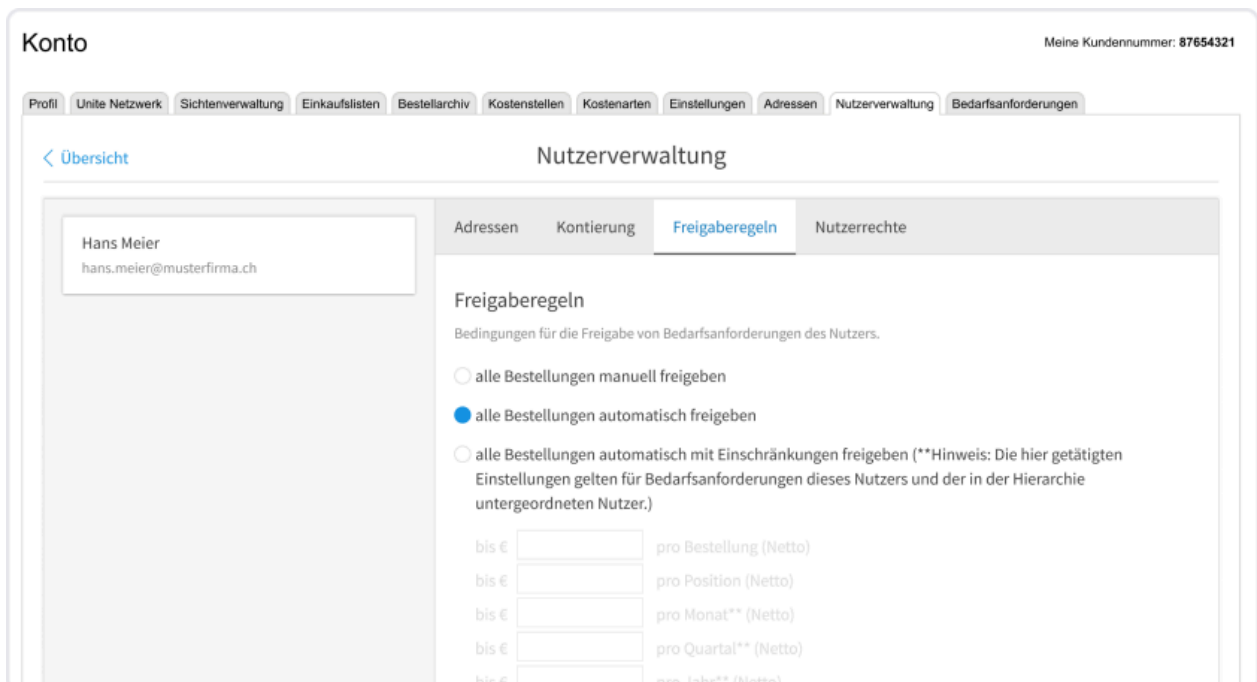 Konto
Meine Kundennummer: 87654321
Profil Unite Netzwerk Sichtenverwaltung Einkaufslisten Bestellarchiv Kostenstellen Kostenarten Einstellungen Adressen Nutzerverwaltung Bedarfsanforderungen
Übersicht
Nutzerverwaltung
Hans Meier
hans.meier@musterfirma.ch
Adressen Kontierung Freigaberegeln Nutzerrechte
Freigaberegeln
Bedingungen für die Freigabe von Bedarfsanforderungen des Nutzers.
alle Bestellungen manuell freigeben
alle Bestellungen automatisch freigeben
alle Bestellungen automatisch mit Einschränkungen freigeben (**Hinweis: Die hier getätigten
Einstellungen gelten für Bedarfsanforderungen dieses Nutzers und der in der Hierarchie
untergeordneten Nutzer.)
bis € pro Bestellung (Netto)
bis € pro Position (Netto)
bis € pro Monat** (Netto)
bis € pro Quartal** (Netto)
bis € pro Jahr** (Netto)